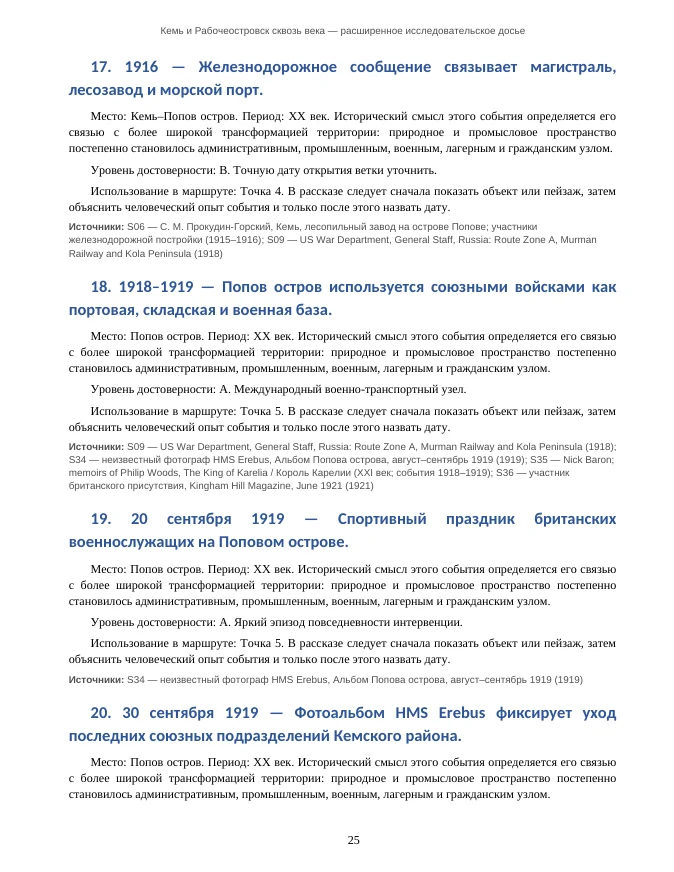 Кемь и Рабочеостровск сквозь века — расширенное исследовательское досье
17. 1916 — Железнодорожное сообщение связывает магистраль,
лесозавод и морской порт.
Место: Кемь–Попов остров. Период: XX век. Исторический смысл этого события определяется его
связью с более широкой трансформацией территории: природное и промысловое пространство
постепенно становилось административным, промышленным, военным, лагерным и гражданским узлом.
Уровень достоверности: B. Точную дату открытия ветки уточнить.
Использование в маршруте: Точка 4. В рассказе следует сначала показать объект или пейзаж, затем
объяснить человеческий опыт события и только после этого назвать дату.
Источники: S06 — С. М. Прокудин-Горский, Кемь, лесопильный завод на острове Попове; участники
железнодорожной постройки (1915–1916); S09 — US War Department, General Staff, Russia: Route Zone A, Murman
Railway and Kola Peninsula (1918)
18. 1918–1919 — Попов остров используется союзными войсками как
портовая, складская и военная база.
Место: Попов остров. Период: XX век. Исторический смысл этого события определяется его связью
с более широкой трансформацией территории: природное и промысловое пространство постепенно
становилось административным, промышленным, военным, лагерным и гражданским узлом.
Уровень достоверности: A. Международный военно-транспортный узел.
Использование в маршруте: Точка 5. В рассказе следует сначала показать объект или пейзаж, затем
объяснить человеческий опыт события и только после этого назвать дату.
Источники: S09 — US War Department, General Staff, Russia: Route Zone A, Murman Railway and Kola Peninsula (1918);
S34 — неизвестный фотограф HMS Erebus, Альбом Попова острова, август–сентябрь 1919 (1919); S35 — Nick Baron;
memoirs of Philip Woods, The King of Karelia / Король Карелии (XXI век; события 1918–1919); S36 — участник
британского присутствия, Kingham Hill Magazine, June 1921 (1921)
19. 20 сентября 1919 — Спортивный праздник британских
военнослужащих на Поповом острове.
Место: Попов остров. Период: XX век. Исторический смысл этого события определяется его связью
с более широкой трансформацией территории: природное и промысловое пространство постепенно
становилось административным, промышленным, военным, лагерным и гражданским узлом.
Уровень достоверности: A. Яркий эпизод повседневности интервенции.
Использование в маршруте: Точка 5. В рассказе следует сначала показать объект или пейзаж, затем
объяснить человеческий опыт события и только после этого назвать дату.
Источники: S34 — неизвестный фотограф HMS Erebus, Альбом Попова острова, август–сентябрь 1919 (1919)
20. 30 сентября 1919 — Фотоальбом HMS Erebus фиксирует уход
последних союзных подразделений Кемского района.
Место: Попов остров. Период: XX век. Исторический смысл этого события определяется его связью
с более широкой трансформацией территории: природное и промысловое пространство постепенно
становилось административным, промышленным, военным, лагерным и гражданским узлом.
25